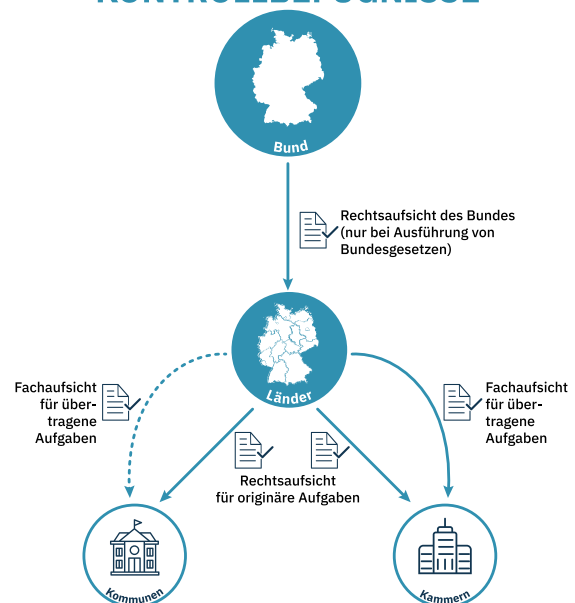 KONTROLLBEFUGNISSE
Bund
Rechtsaufsicht des Bundes
(nur bei Ausführung von
Bundesgesetzen)
Länder
Fachaufsicht
für über-
tragene
Aufgaben
Fachaufsicht
für über-
tragene
Aufgaben
Rechtsaufsicht
für originäre Aufgaben
Kommunen
Kammern